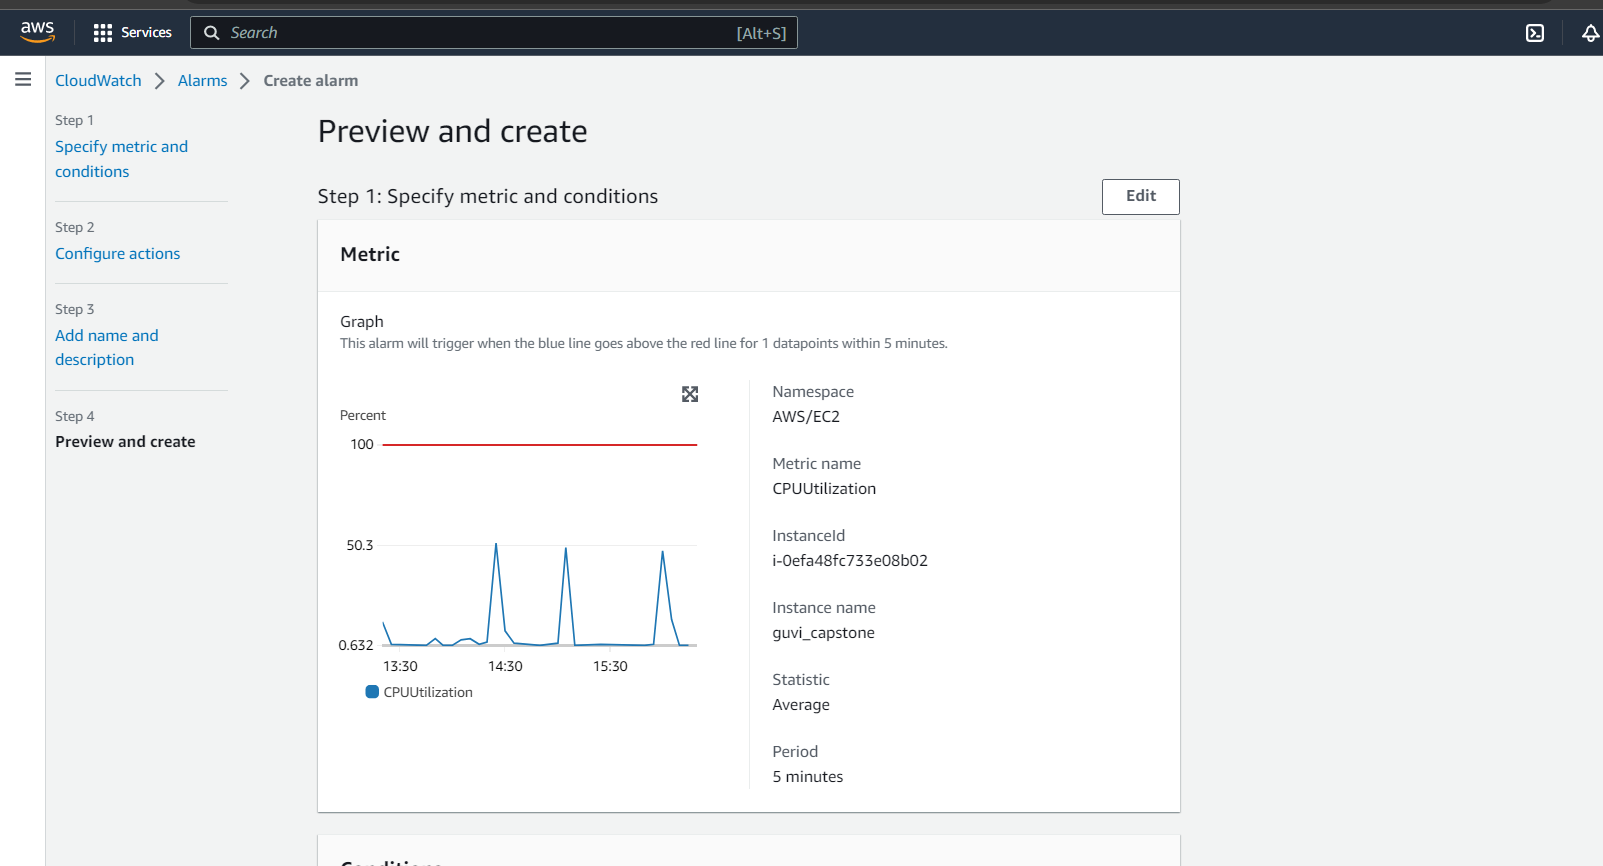 aws
Services
Search
[Alt+S]
CloudWatch
Alarms
Create alarm
Step 1
Specify metric and
conditions
Step 2
Configure actions
Step 3
Add name and
description
Step 4
Preview and create
Preview and create
Step 1: Specify metric and conditions
Edit
Metric
Graph
This alarm will trigger when the blue line goes above the red line for 1 datapoints within 5 minutes.
Percent
100
50.3
0.632
13:30
14:30
15:30
CPUUtilization
Namespace
AWS/EC2
Metric name
CPUUtilization
InstanceId
i-0efa48fc733e08b02
Instance name
guvi_capstone
Statistic
Average
Period
5 minutes
Conditions